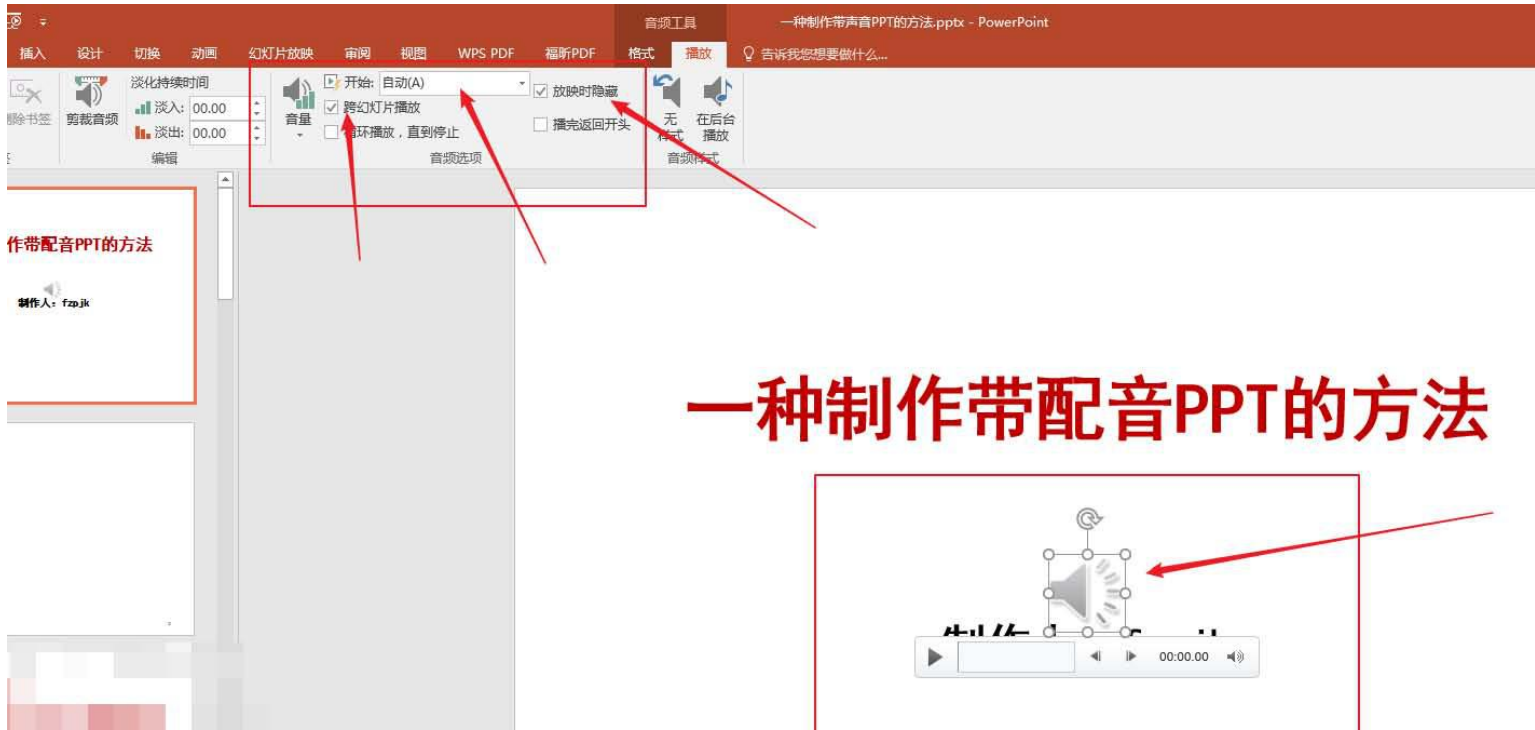 音频工具 一种制作带声音PPT的方法.pptx - PowerPoint
插入 设计 切换 动画 幻灯片放映 审阅 视图 WPS PDF 福昕PDF 格式 播放 告诉我您想要做什么...
淡化持续时间 开始: 自动(A) 放映时隐藏
淡入: 00.00 跨幻灯片播放
除书签 剪裁音频 音量 无 在后台
淡出: 00.00 循环播放，直到停止 播完返回开头 样式 播放
编辑 音频选项 音频样式
作带配音PPT的方法
制作人: fzpjk
一种制作带配音PPT的方法
00:00.00